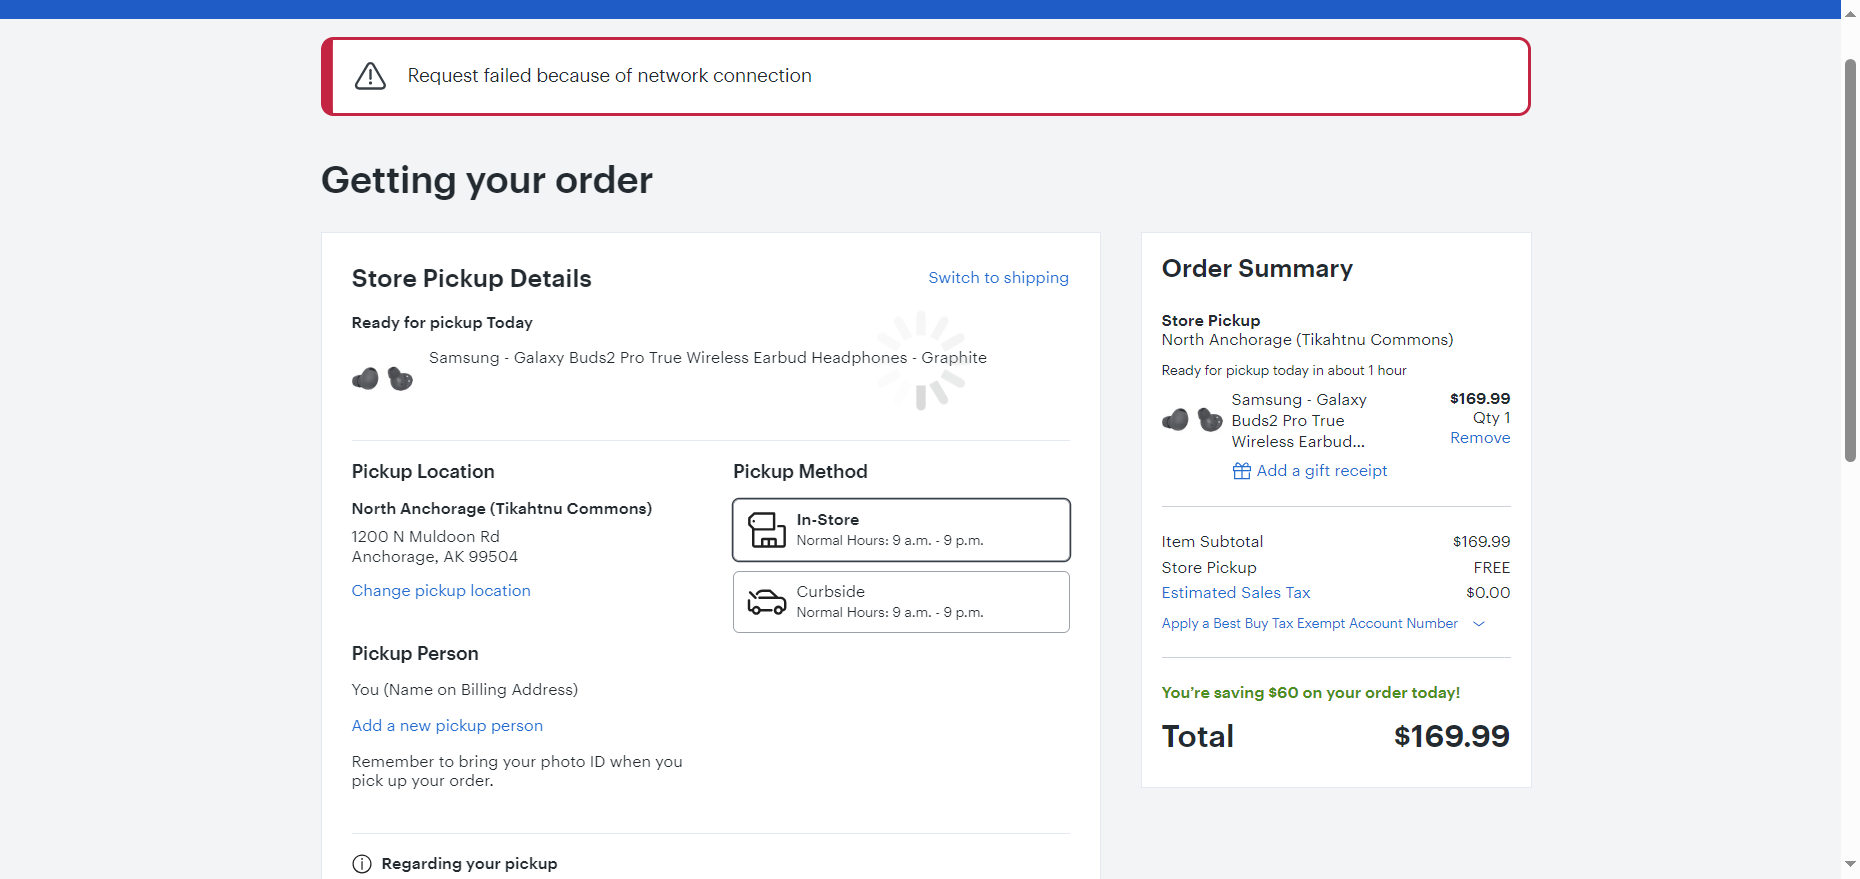 Request failed because of network connection
Getting your order
Store Pickup Details
Switch to shipping
Ready for pickup Today
Samsung - Galaxy Buds2 Pro True Wireless Earbud Headphones - Graphite
Pickup Location
North Anchorage (Tikahtnu Commons)
1200 N Muldoon Rd
Anchorage, AK 99504
Change pickup location
Pickup Method
In-Store
Normal Hours: 9 a.m. - 9 p.m.
Curbside
Normal Hours: 9 a.m. - 9 p.m.
Pickup Person
You (Name on Billing Address)
Add a new pickup person
Remember to bring your photo ID when you
pick up your order.
Regarding your pickup
Order Summary
Store Pickup
North Anchorage (Tikahtnu Commons)
Ready for pickup today in about 1 hour
Samsung - Galaxy
Buds2 Pro True
Wireless Earbud...
$169.99
Qty 1
Remove
Add a gift receipt
Item Subtotal $169.99
Store Pickup FREE
Estimated Sales Tax $0.00
Apply a Best Buy Tax Exempt Account Number
You're saving $60 on your order today!
Total $169.99